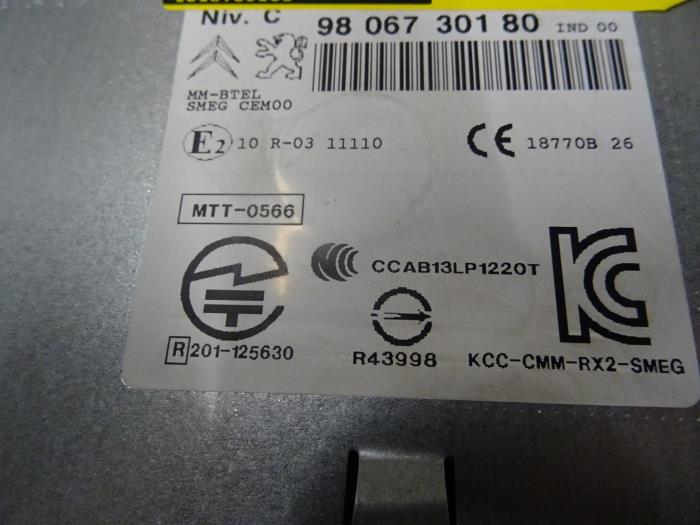 Niv. C 98 067 301 80 IND 00
MM-BTEL
SMEG CEM00
E2 10 R-03 11110
CE 18770B 26
MTT-0566
CCAB13LP1220T
R 201-125630
R43998
KCC-CMM-RX2-SMEG